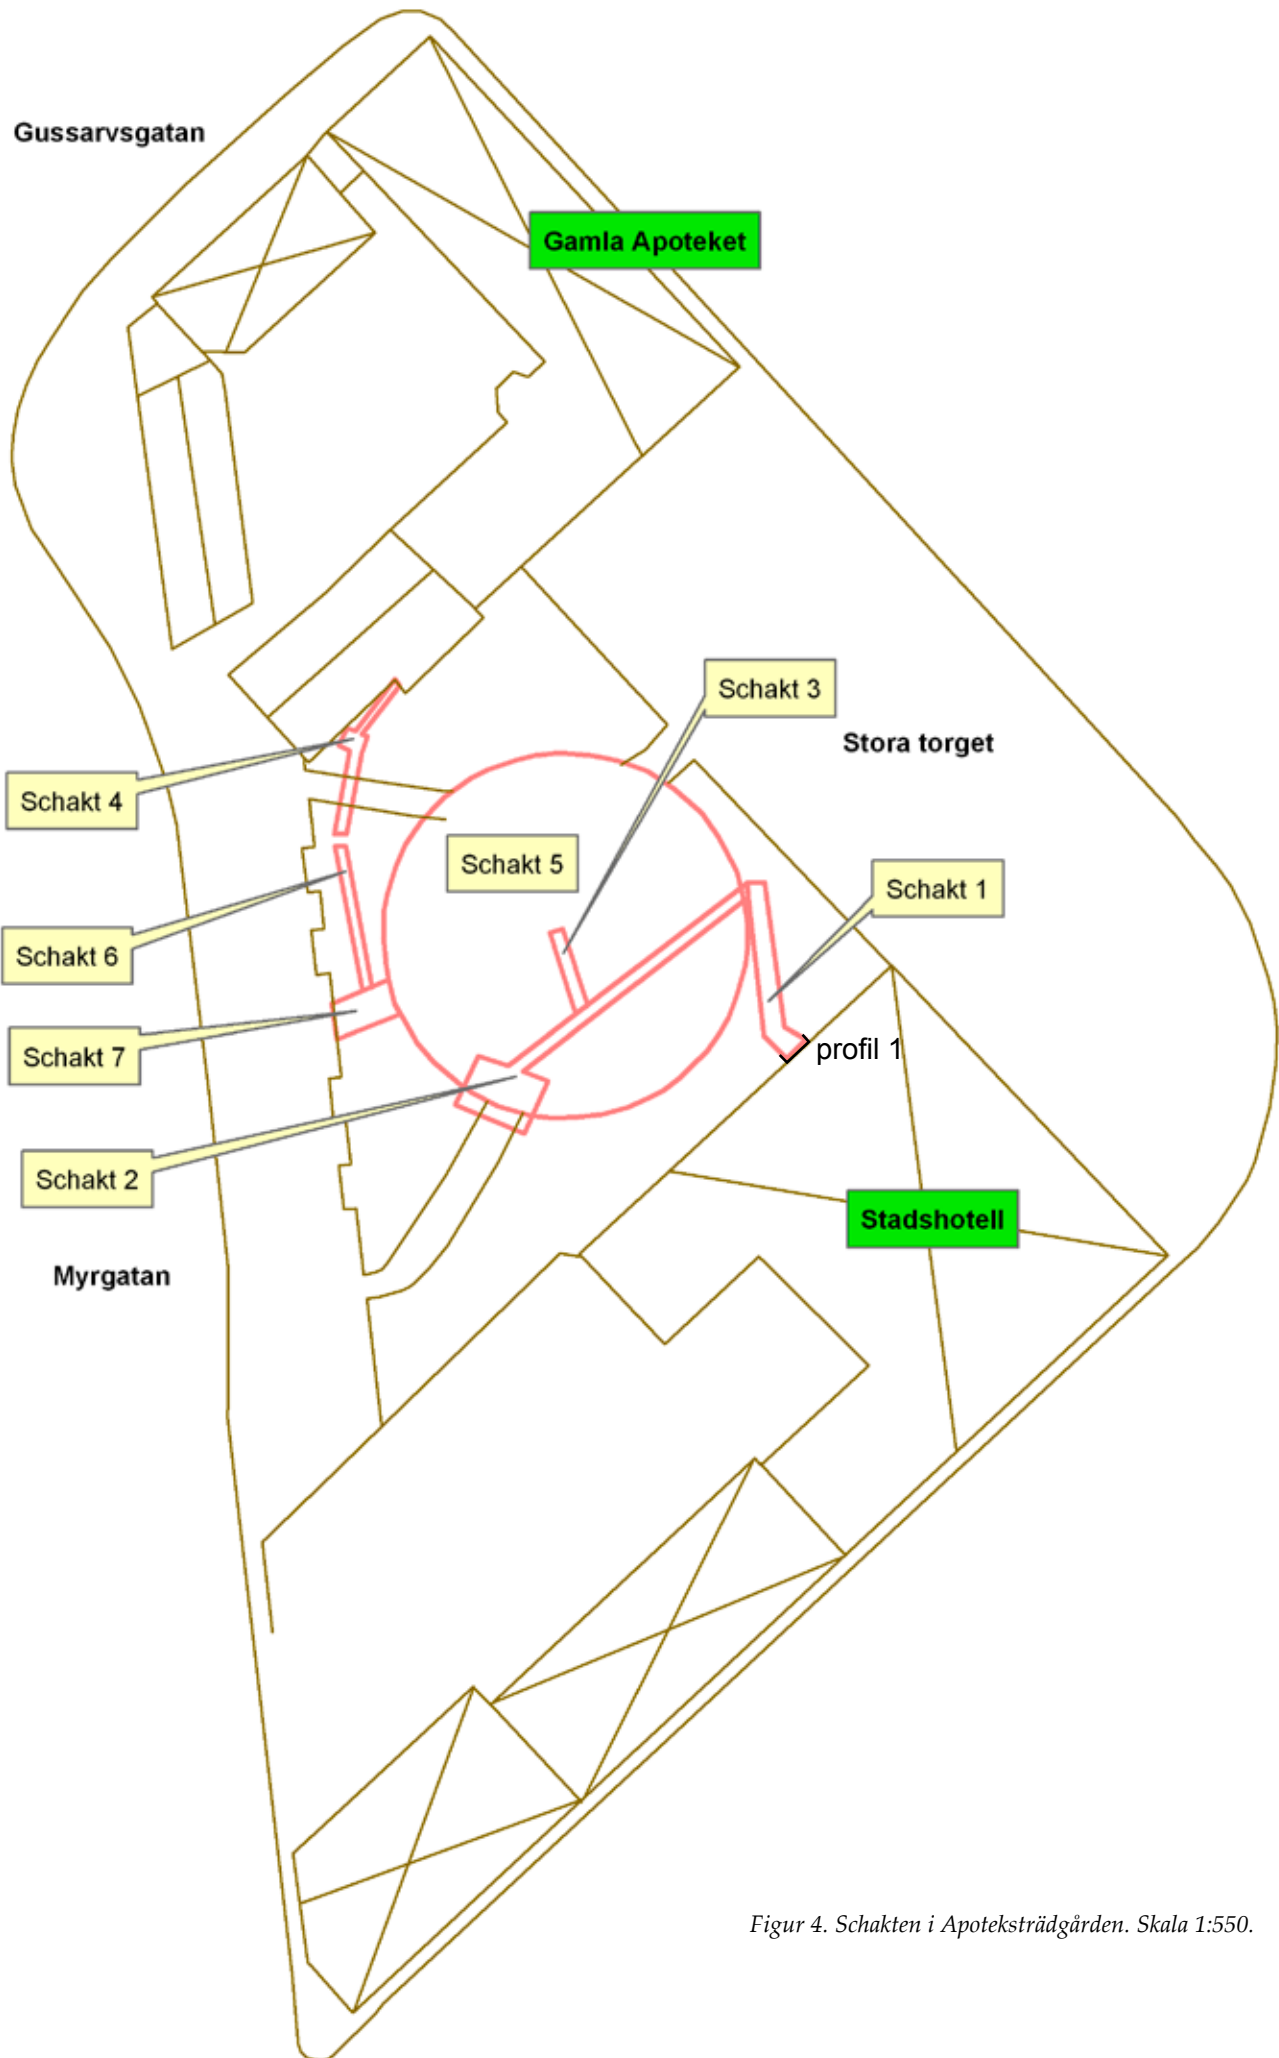 Gussarvsgatan
Gamla Apoteket
Schakt 3
Stora torget
Schakt 4
Schakt 5
Schakt 1
Schakt 6
Schakt 7
profil 1
Schakt 2
Stadshotell
Myrgatan
Figur 4. Schakten i Apoteksträdgården. Skala 1:550.